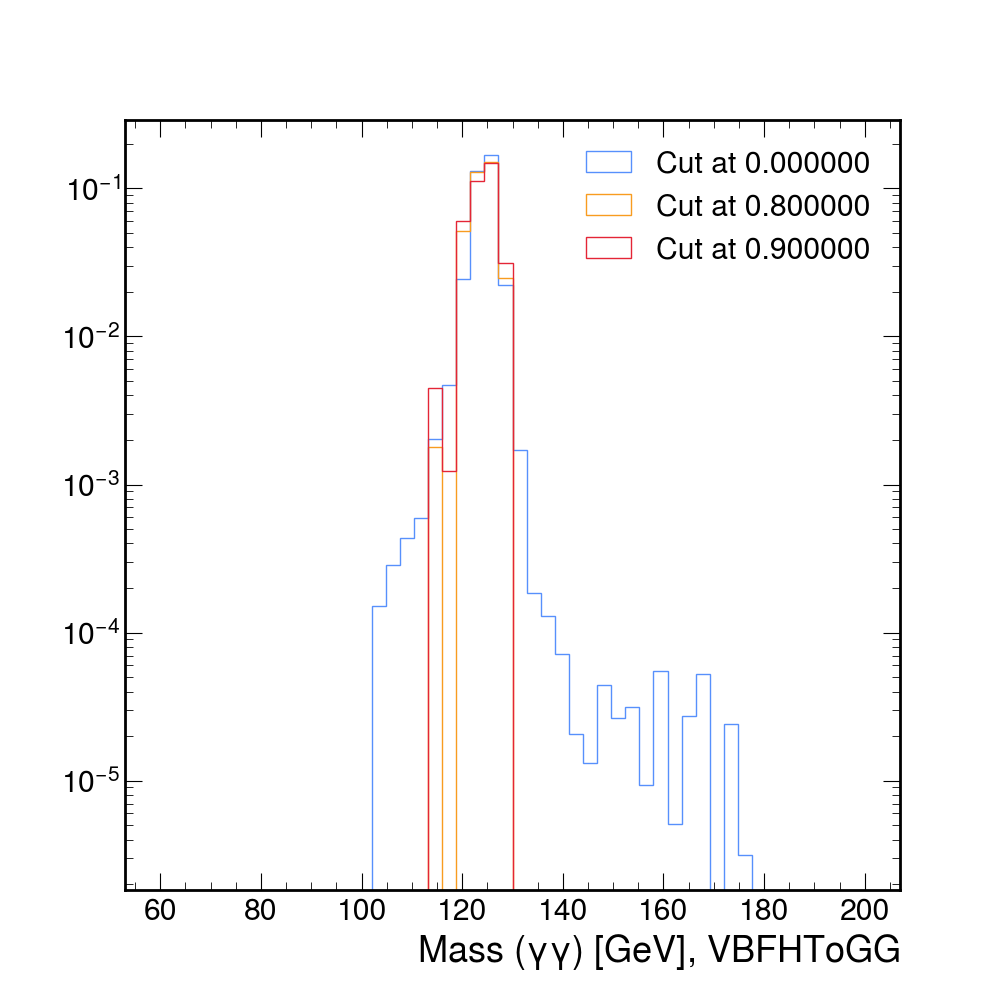 10⁻¹
10⁻²
10⁻³
10⁻⁴
10⁻⁵
Cut at 0.000000
Cut at 0.800000
Cut at 0.900000
60 80 100 120 140 160 180 200
Mass (γγ) [GeV], VBFHToGG